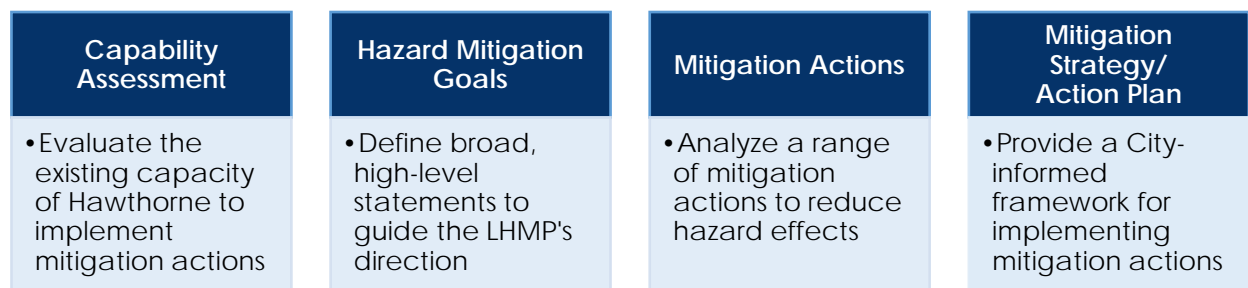 Capability
Assessment
•Evaluate the
existing capacity
of Hawthorne to
implement
mitigation actions
Hazard Mitigation
Goals
•Define broad,
high-level
statements to
guide the LHMP's
direction
Mitigation Actions
•Analyze a range
of mitigation
actions to reduce
hazard effects
Mitigation
Strategy/
Action Plan
•Provide a City-
informed
framework for
implementing
mitigation actions